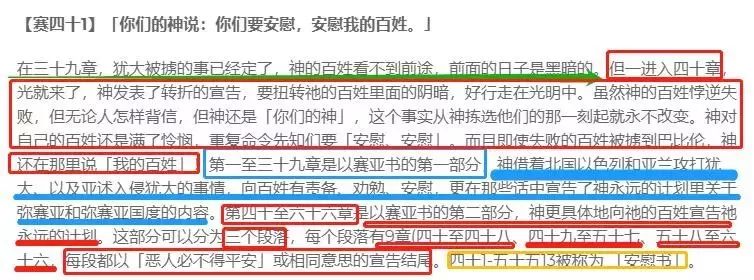 【赛四十1】「你们的神说：你们要安慰，安慰我的百姓。」
在三十九章，犹大被掳的事已经定了，神的百姓看不到前途，前面的日子是黑暗的。但一进入四十章，
光就来了，神发表了转折的宣告，要扭转祂的百姓里面的阴暗，好行走在光明中。虽然神的百姓悖逆失
败，但无论人怎样背信，但神还是「你们的神」，这个事实从神拣选他们的那一刻起就永不改变。神对
自己的百姓还是满了怜悯，重复命令先知们要「安慰、安慰」。而且即使失败的百姓被掳到巴比伦，神
还在那里说「我的百姓」
第一至三十九章是以赛亚书的第一部分
神借着北国以色列和亚兰攻打犹
大、以及亚述入侵犹大的事情，向百姓有责备、劝勉、安慰，更在那些话中宣告了神永远的计划里关于
弥赛亚和弥赛亚国度的内容。第四十至六十六章是以赛亚书的第二部分，神更具体地向祂的百姓宣告祂
永远的计划。这部分可以分为三个段落，每个段落有9章(四十至四十八、四十九至五十七、五十八至六
十六，每段都以「恶人必不得平安」或相同意思的宣告结尾。四十1-五十五13被称为「安慰书」